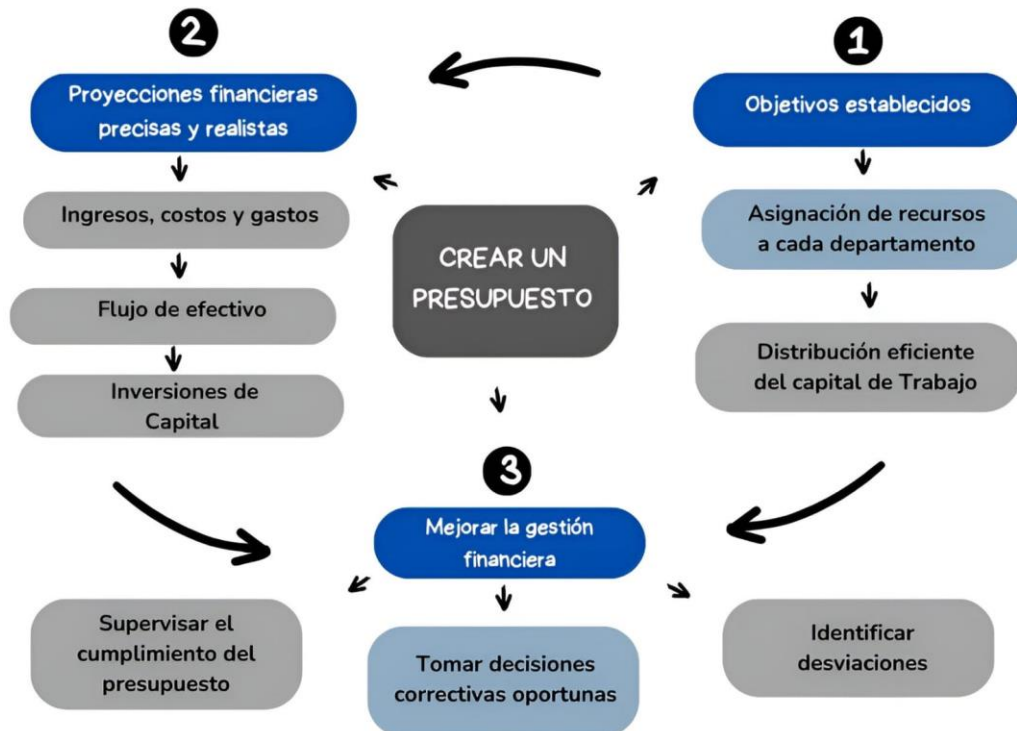 2
Proyecciones financieras
precisas y realistas
Ingresos, costos y gastos
Flujo de efectivo
Inversiones de
Capital
1
Objetivos establecidos
Asignación de recursos
a cada departamento
Distribución eficiente
del capital de Trabajo
CREAR UN
PRESUPUESTO
3
Mejorar la gestión
financiera
Supervisar el
cumplimiento del
presupuesto
Tomar decisiones
correctivas oportunas
Identificar
desviaciones